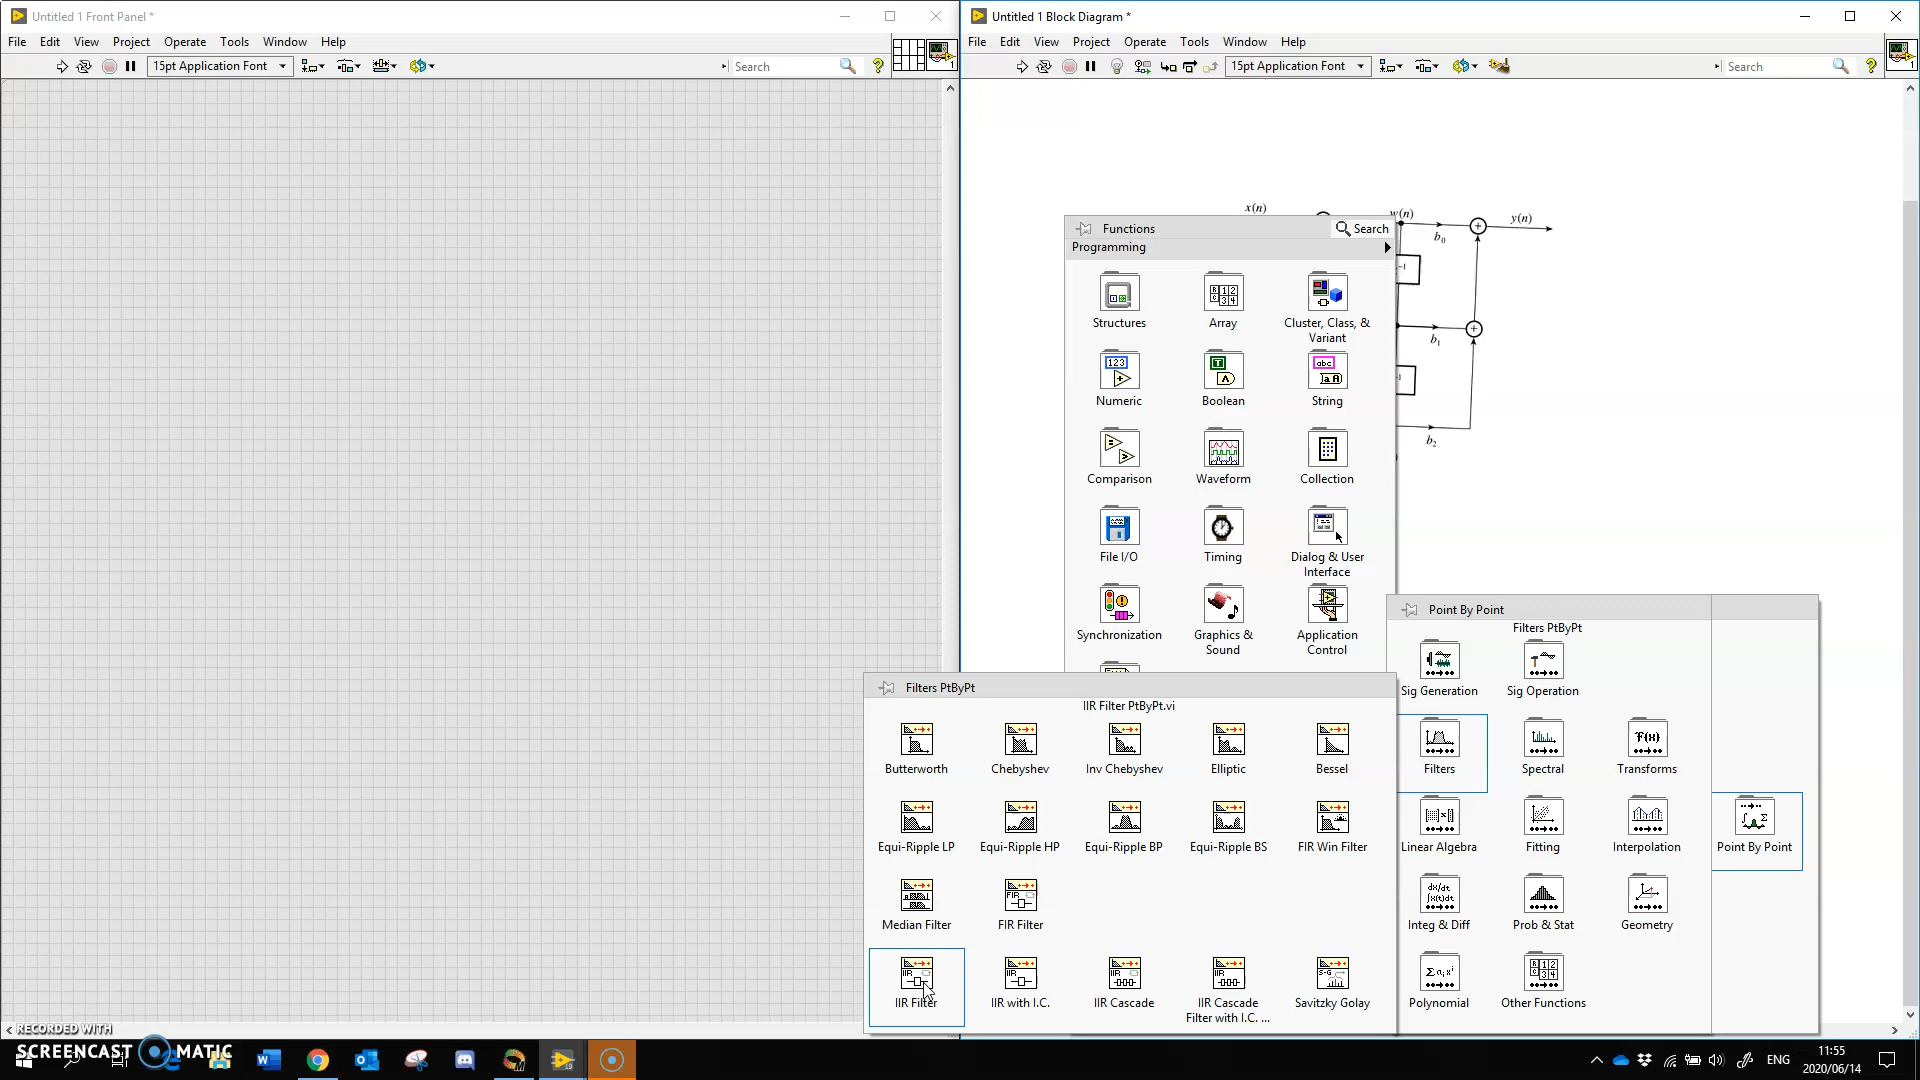 Untitled 1 Front Panel *
File Edit View Project Operate Tools Window Help
15pt Application Font
Search
Untitled 1 Block Diagram *
File Edit View Project Operate Tools Window Help
15pt Application Font
Search
x(n)
w(n)
b0
y(n)
b1
b2
Functions
Search
Programming
Structures
Array
Cluster, Class, &
Variant
Numeric
Boolean
String
Comparison
Waveform
Collection
File I/O
Timing
Dialog & User
Interface
Synchronization
Graphics &
Sound
Application
Control
Point By Point
Filters PtByPt
Sig Generation
Sig Operation
Filters
Spectral
Transforms
Linear Algebra
Fitting
Interpolation
Integ & Diff
Prob & Stat
Geometry
Polynomial
Other Functions
Point By Point
Filters PtByPt
IIR Filter PtByPt.vi
Butterworth
Chebyshev
Inv Chebyshev
Elliptic
Bessel
Equi-Ripple LP
Equi-Ripple HP
Equi-Ripple BP
Equi-Ripple BS
FIR Win Filter
Median Filter
FIR Filter
IIR Filter
IIR with I.C.
IIR Cascade
IIR Cascade
Filter with I.C. ...
Savitzky Golay
RECORDED WITH
SCREENCAST MATIC
ENG
11:55
2020/06/14